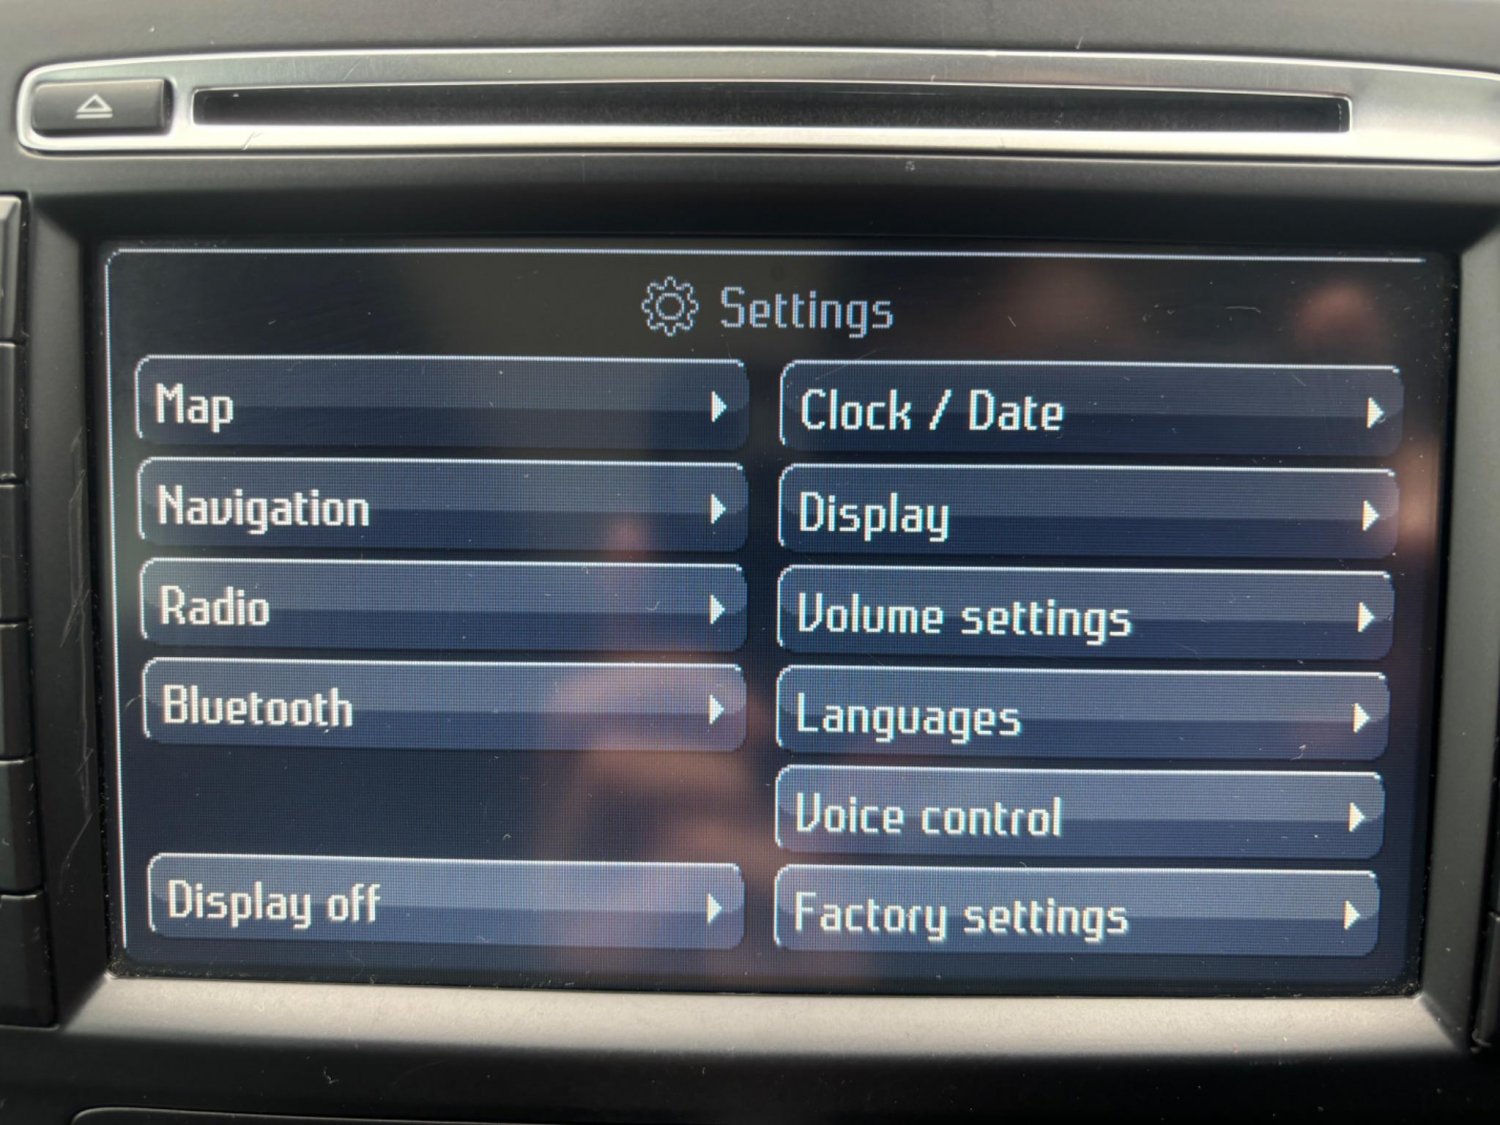 Settings
Map
Navigation
Radio
Bluetooth
Display off
Clock / Date
Display
Volume settings
Languages
Voice control
Factory settings